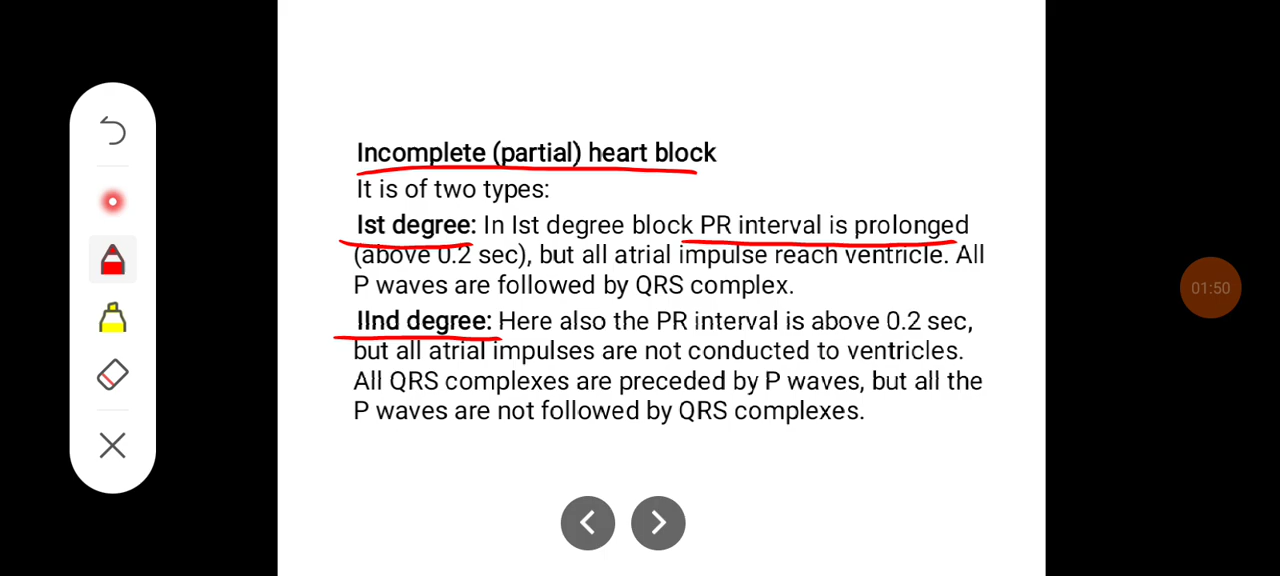 Incomplete (partial) heart block
It is of two types:
Ist degree: In Ist degree block PR interval is prolonged
(above 0.2 sec), but all atrial impulse reach ventricle. All
P waves are followed by QRS complex.
IInd degree: Here also the PR interval is above 0.2 sec,
but all atrial impulses are not conducted to ventricles.
All QRS complexes are preceded by P waves, but all the
P waves are not followed by QRS complexes.
01:50